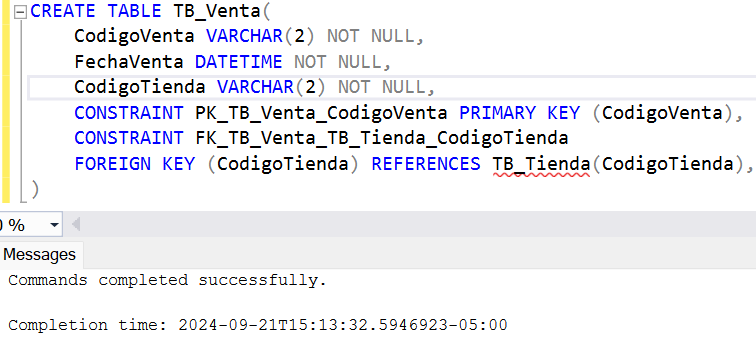 CREATE TABLE TB_Venta(
CodigoVenta VARCHAR(2) NOT NULL,
FechaVenta DATETIME NOT NULL,
CodigoTienda VARCHAR(2) NOT NULL,
CONSTRAINT PK_TB_Venta_CodigoVenta PRIMARY KEY (CodigoVenta),
CONSTRAINT FK_TB_Venta_TB_Tienda_CodigoTienda
FOREIGN KEY (CodigoTienda) REFERENCES TB_Tienda(CodigoTienda),
)
0 %
Messages
Commands completed successfully.
Completion time: 2024-09-21T15:13:32.5946923-05:00